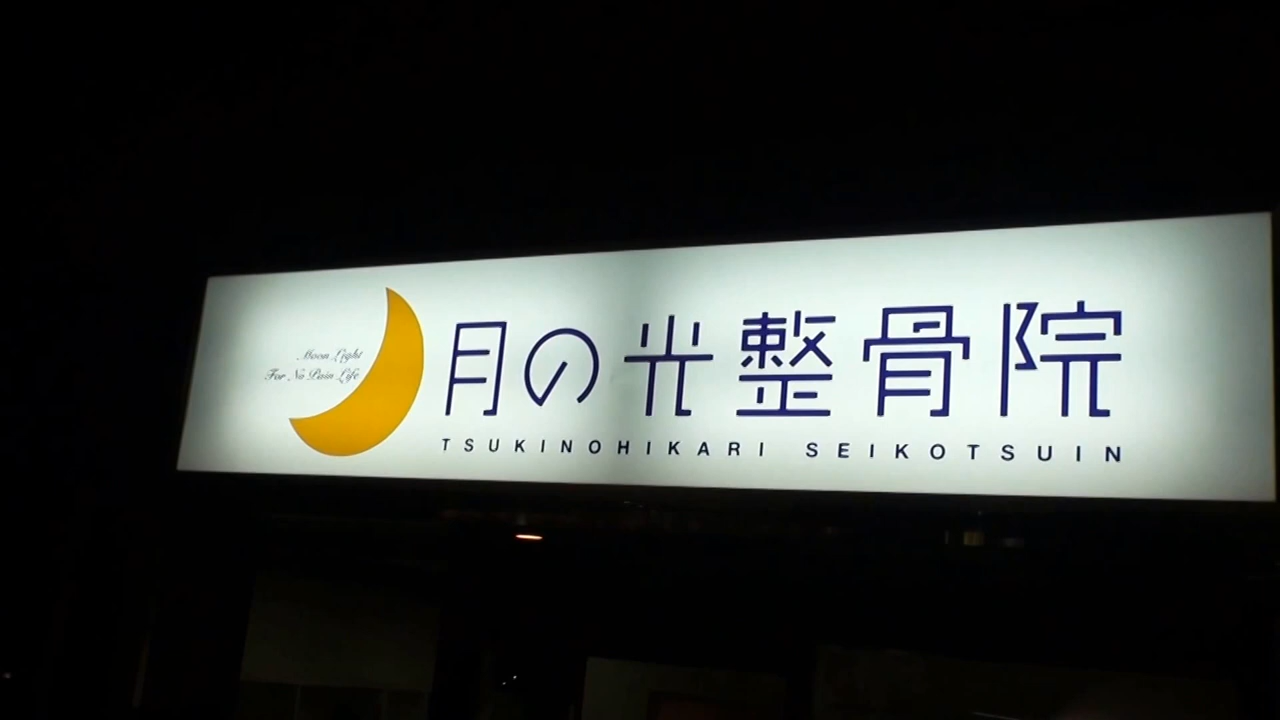 Moon Light
For No Pain Life
月の光整骨院
TSUKINOHIKARI SEIKOTSUIN